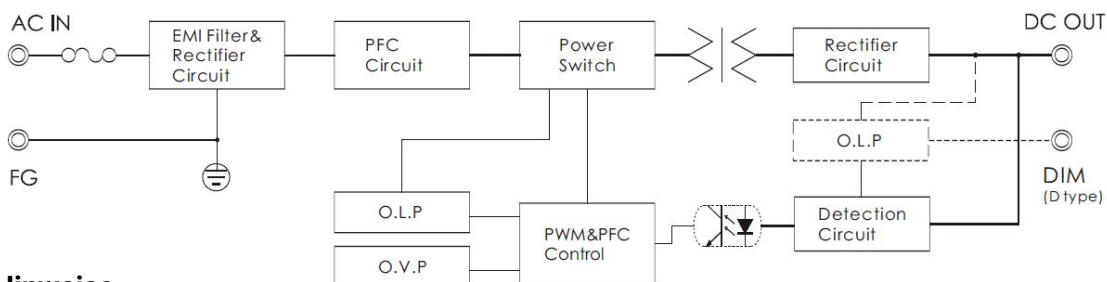 AC IN
DC OUT
EMI Filter&
Rectifier
Circuit
PFC
Circuit
Power
Switch
Rectifier
Circuit
O.L.P
FG
DIM
(D type)
O.L.P
PWM&PFC
Control
Detection
Circuit
O.V.P